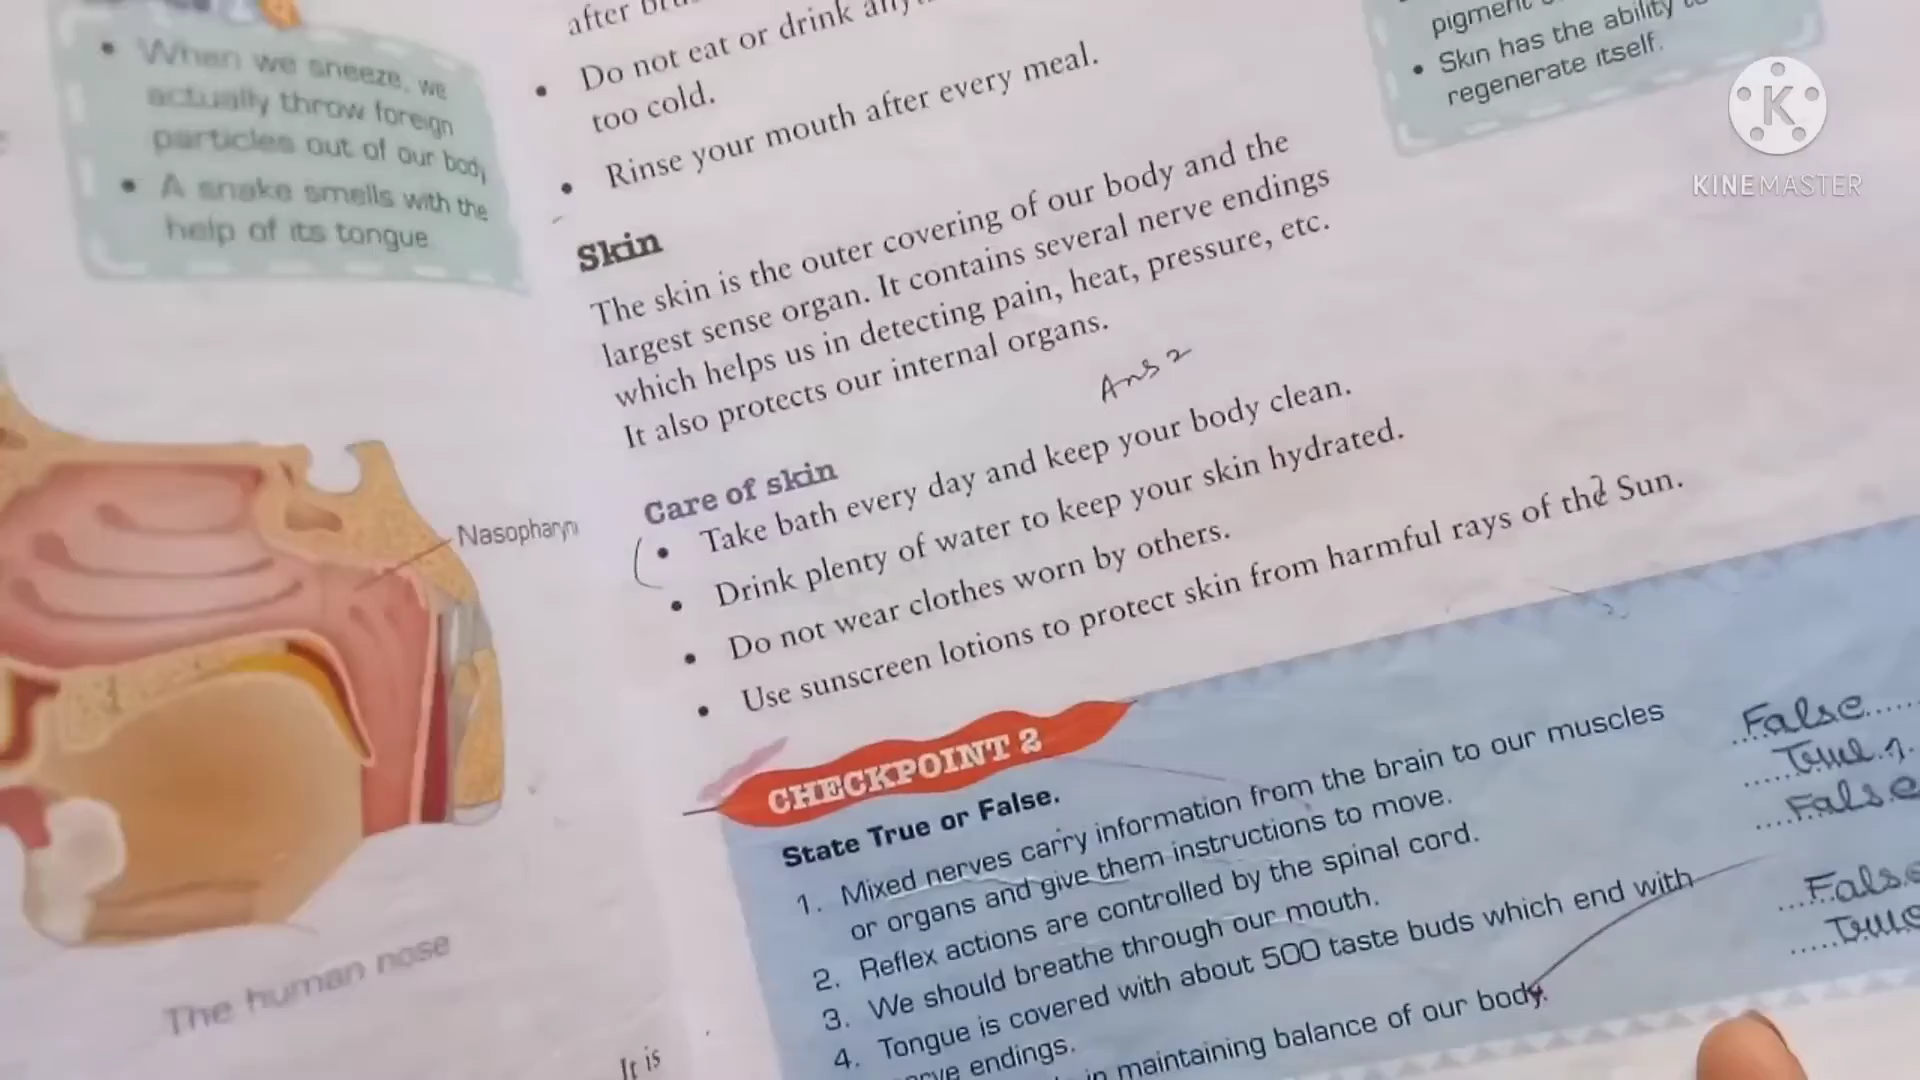 When we sneeze, we
actually throw foreign
particles out of our body
A snake smells with the
help of its tongue
Nasophary
The human nose
after
• Do not eat or drink
too cold.
• Rinse your mouth after every meal.
Skin
The skin is the outer covering of our body and the
largest sense organ. It contains several nerve endings
which helps us in detecting pain, heat, pressure, etc.
It also protects our internal organs.
Ans 2
Care of skin
• Take bath every day and keep your body clean.
• Drink plenty of water to keep your skin hydrated.
• Do not wear clothes worn by others.
• Use sunscreen lotions to protect skin from harmful rays of the Sun.
pigment
• Skin has the ability to
regenerate itself.
KINEMASTER
CHECKPOINT 2
State True or False.
1. Mixed nerves carry information from the brain to our muscles
or organs and give them instructions to move.
False
2. Reflex actions are controlled by the spinal cord.
True
3. We should breathe through our mouth.
False
4. Tongue is covered with about 500 taste buds which end with
endings.
False
in maintaining balance of our body.
True
It is